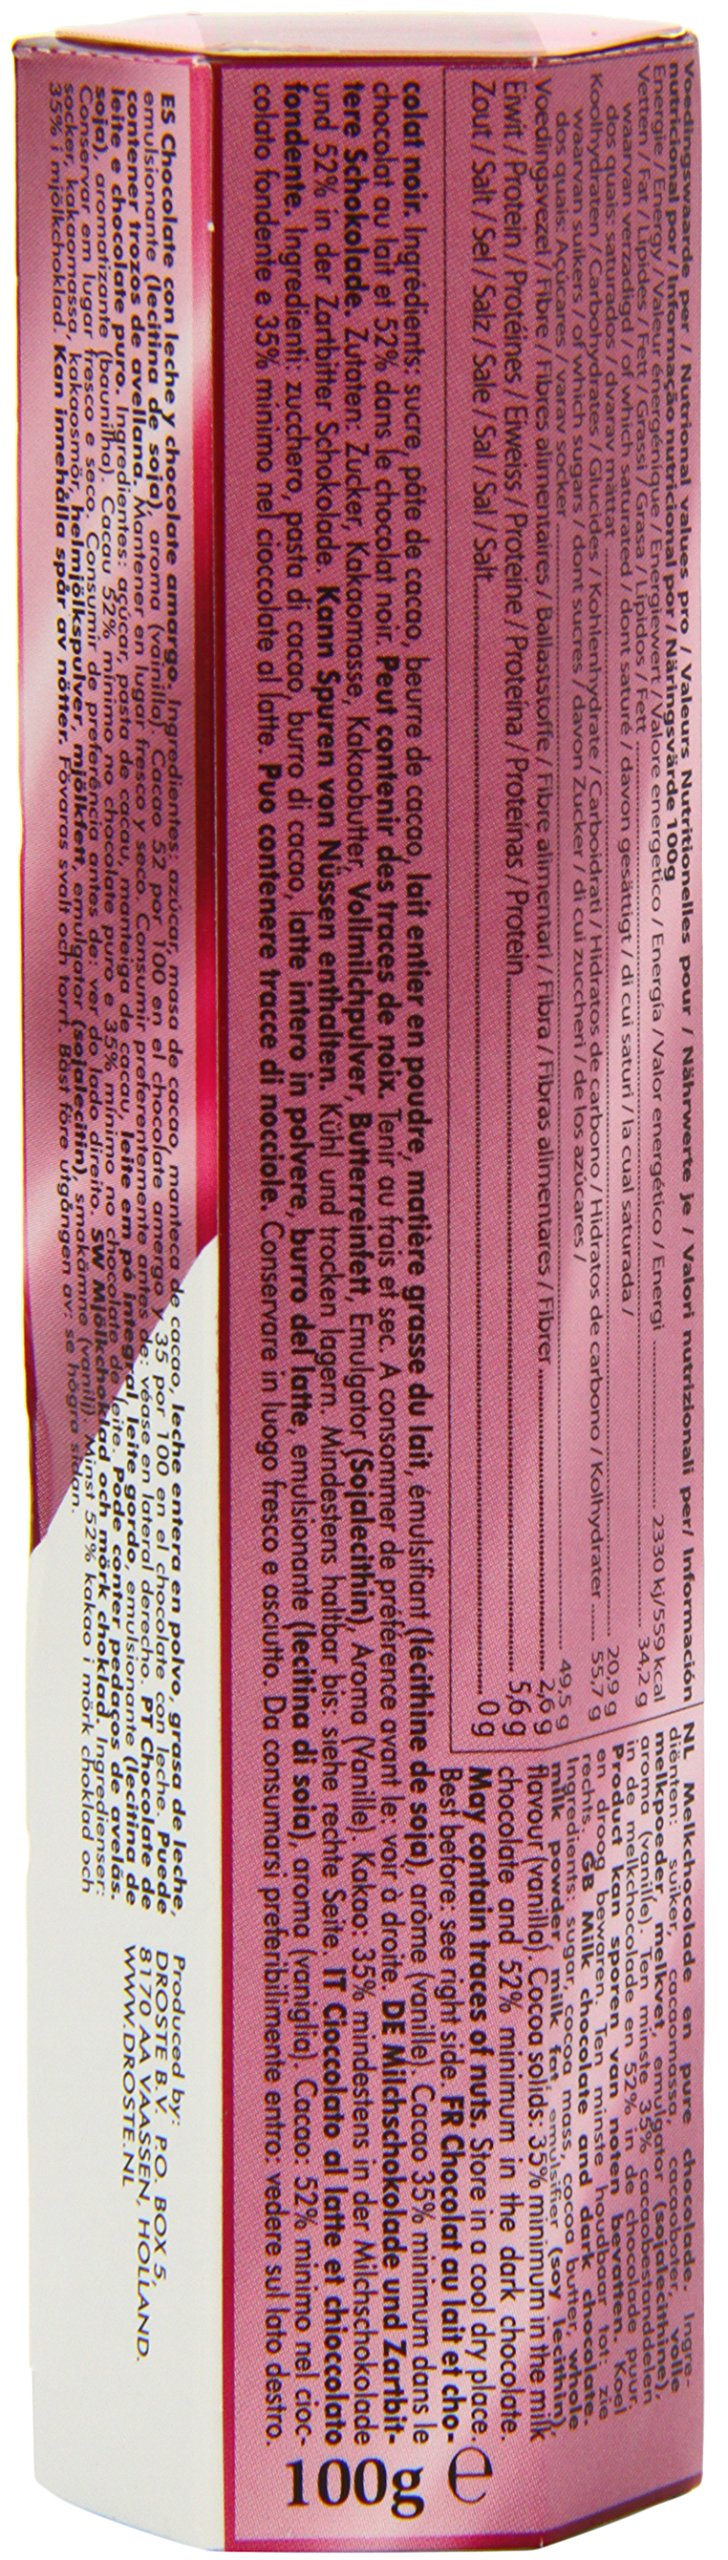 Voedingswaarde per / Nutrional values pro / Valeurs Nutritionelles pour / Nährwerte je / Valori nutrizionali per/ Información
nutricional por / Informação nutricional por / Näringsvärde 100g
Energie / Energy / Valeur énergénique / Energiewert / Valore energetico / Energía / Valor energético / Energi 2330 kj/559 kcal
Vetten / Fat / Lipides / Fett / Grassi / Grasa / Lipidos / Fett 34,2 g
warvan verzadigd / of which saturated / dont saturé / davon gesättigt / di cui saturi / la cual saturada /
dos quais: saturados / dvarav mättat 20,9 g
Koolhydraten / Carbohydrates / Glucides / Kohlenhydrate / Carboidrati / Hidratos de carbono / Hidratos de carbono / Kolhydrater 55,7 g
waarvan suikers / of which sugars / dont sucres / davon Zucker / di cui zuccheri / de los azúcares /
dos quais: Açúcares / varav socker 49,5 g
Voedingsvezel / Fibre / Fibres alimentaires / Ballaststoffe / Fibre alimentari / Fibra / Fibras alimentares / Fibrer 2,6 g
Eiwit / Protein / Protéines / Eiweiss / Proteine / Proteina / Proteínas / Protein 5,6 g
Zout / Salt / Sel / Salz / Sale / Sal / Sal / Salt 0 g
NL Melkchokolade en pure chocolade. Ingre-
diënten: suiker, cacaomassa, cacaoboter, volle
melkpoeder, melkvet, emulgator (sojalecithine),
aroma (vanille). Ten minste 35% cacaobestanddelen
in de melkchocolade en 52% in de chocolade puur.
Product kan sporen van noten bevatten. Koel
en droog bewaren. Ten minste houdbaar tot: zie
rechts. GB Milk chocolate and dark chocolate.
Ingredients: sugar, cocoa mass, cocoa butter, whole
milk powder, milk fat, emulsifier (soy lecithin),
flavour (vanilla). Cocoa solids: 35% minimum in the milk
chocolate and 52% minimum in the dark chocolate.
May contain traces of nuts. Store in a cool dry place.
Best before: see right side. FR Chocolat au lait et cho-
colat noir. Ingrédients: sucre, pâte de cacao, beurre de cacao, lait entier en poudre, matière grasse du lait, émulsifiant (lécithine de soja), arôme (vanille). Cacao 35% minimum dans le
chocolat au lait et 52% dans le chocolat noir. Peut contenir des traces de noix. Tenir au frais et sec. A consommer de préférence avant le: voir à droite. DE Milchschokolade und Zartbit-
tere Schokolade. Zutaten: Zucker, Kakaomasse, Kakaobutter, Vollmilchpulver, Butterreinfett, Emulgator (Sojalecithin), Aroma (Vanille). Kakao: 35% mindestens in der Milchschokolade
und 52% in der Zartbitter Schokolade. Kann Spuren von Nüssen enthalten. Kühl und trocken lagern. Mindestens haltbar bis: siehe rechte Seite. IT Cioccolato al latte et chioccolato
fondente. Ingredienti: zucchero, pasta di cacao, burro di cacao, latte intero in polvere, burro del latte, emulsionante (lecitina di soia), aroma (vaniglia). Cacao: 52% minimo nel cioc-
colato fondente e 35% minimo nel cioccolate al latte. Puo contenere tracce di nocciole. Conservare in luogo fresco e asciutto. Da consumarsi preferibilmente entro: vedere sul lato destro.
℮
100g
ES Chocolate con leche y chocolate amargo. Ingredientes: azúcar, masa de cacao, manteca de cacao, leche entera en polvo, grasa de leche,
emulsionante (lecitina de soja), aroma (vainilla). Cacao 52 por 100 en el chocolate amergo y 35 por 100 en el chocolate con leche. Puede
contener trozos de avellana. Mantener en lugar fresco y seco. Consumir preferentemente antes de: véase en lateral derecho. PT Chocolate de
leite e chocolate puro. Ingredientes: açúcar, pasta de cacau, manteiga de cacau, leite em pó integral, leite gordo, emulsionante (lecitina de
soja), aromatizante (baunilha). Cacau 52% minimo no chocolate puro e 35% minimo no chocolate de leite. Pode conter pedaços de avelãs.
Conservar em lugar fresco e seco. Consumir de preferência antes de: ver do lado direito. SW Mjölkchoklad och mörk choklad. Ingredienser:
socker, kakaomassa, kakaosmör, helmjölkspulver, mjölkfett, emulgator (sojalecitin), smakämne (vanilj). Minst 52% kakao i mörk choklad och
35% i mjölkchoklad. Kan innehålla spår av nötter. Förvaras svalt och torrt. Bäst före utgången av: se högra sidan.
Produced by:
DROSTE B.V. P.O. BOX 5,
8170 AA VAASSEN, HOLLAND.
WWW.DROSTE.NL